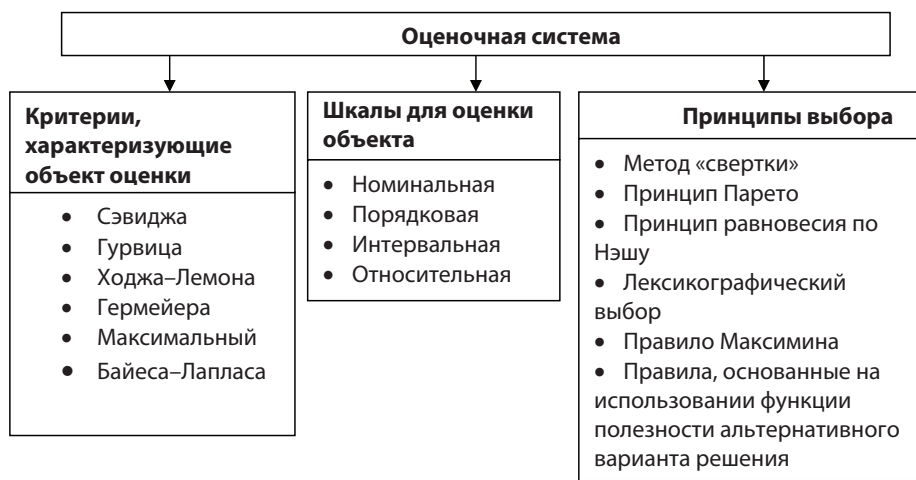 Оценочная система
Критерии,
характеризующие
объект оценки
• Сэвиджа
• Гурвица
• Ходжа–Лемона
• Гермейера
• Максимальный
• Байеса–Лапласа
Шкалы для оценки
объекта
• Номинальная
• Порядковая
• Интервальная
• Относительная
Принципы выбора
• Метод «свертки»
• Принцип Парето
• Принцип равновесия по
Нэшу
• Лексикографический
выбор
• Правило Максимина
• Правила, основанные на
использовании функции
полезности альтернативного
варианта решения